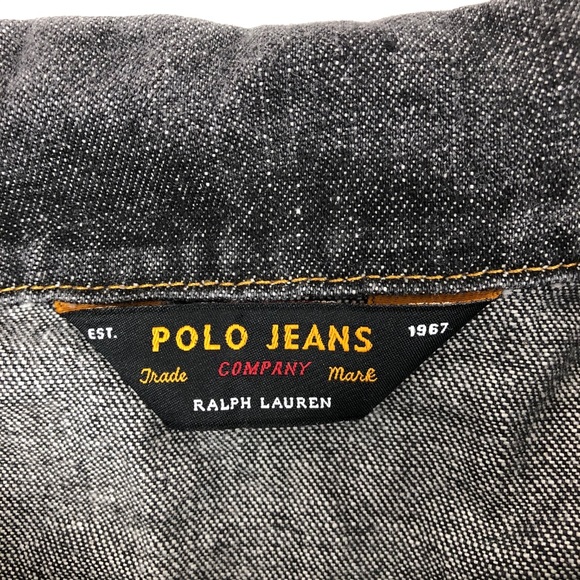 EST. POLO JEANS 1967
Trade COMPANY Mark
RALPH LAUREN